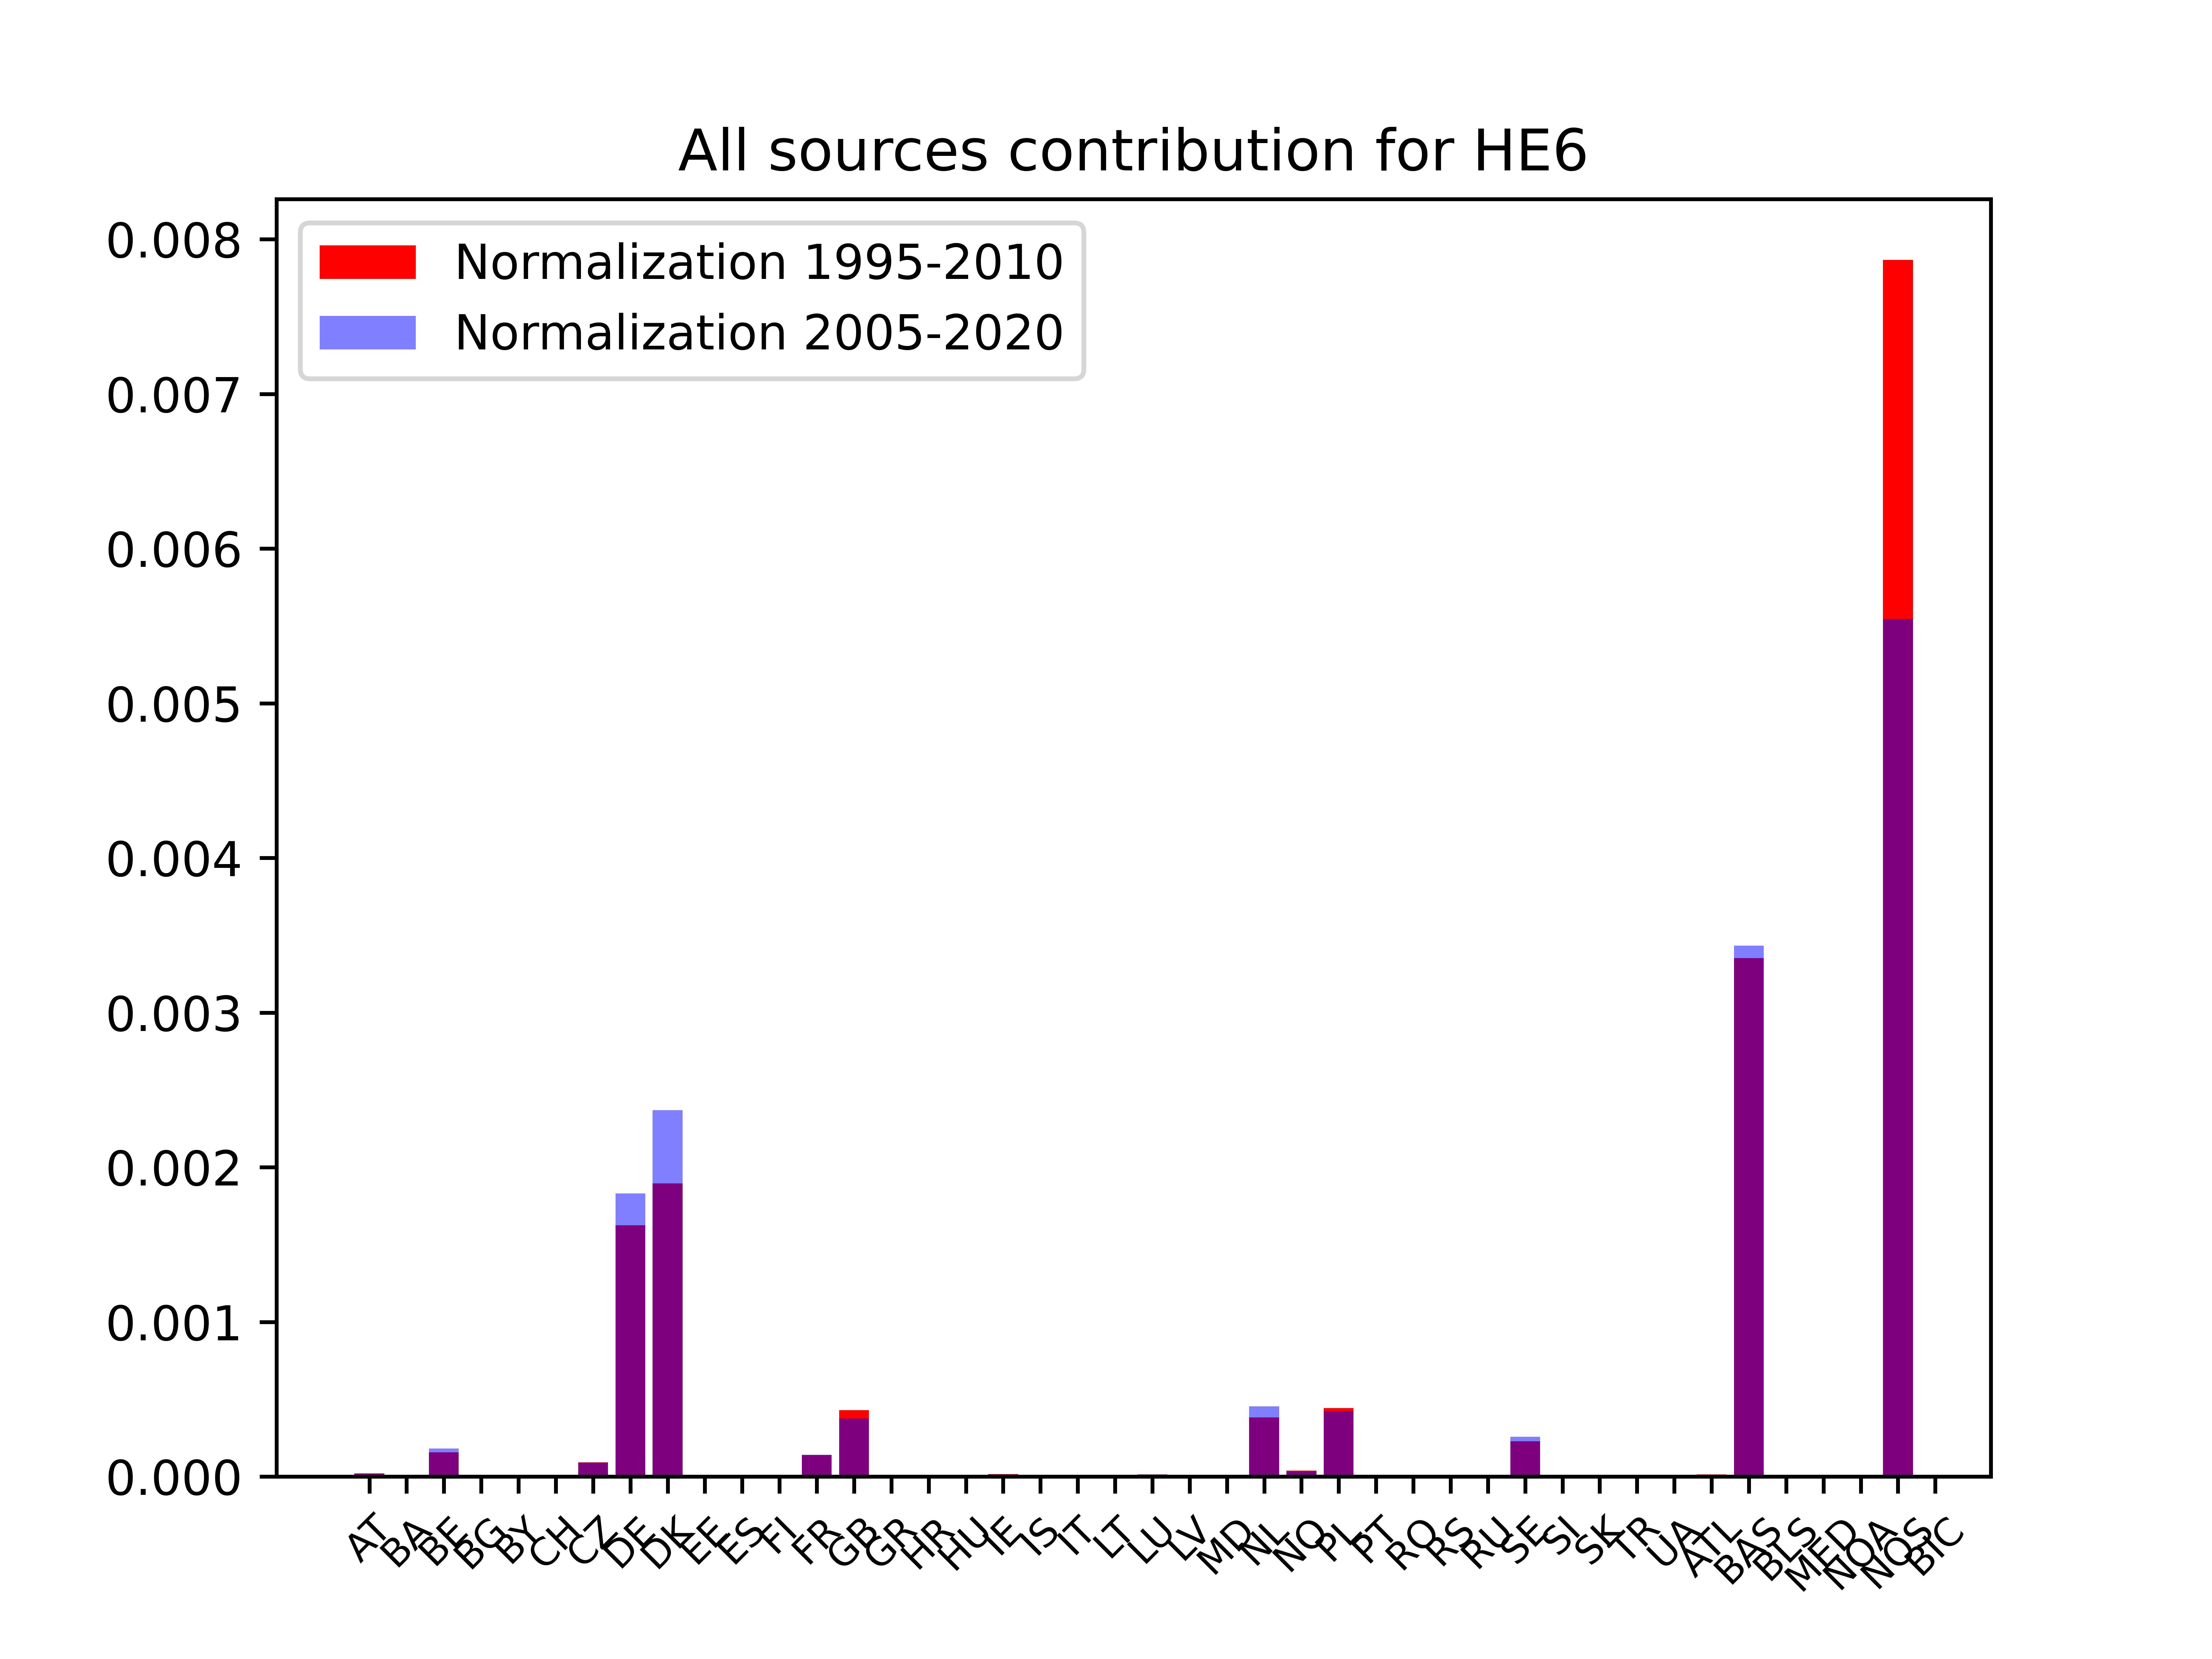 All sources contribution for HE6
Normalization 1995-2010
Normalization 2005-2020
0.008
0.007
0.006
0.005
0.004
0.003
0.002
0.001
0.000
AT
BA
BE
BG
BY
CH
CZ
DE
DK
EE
ES
FI
FR
GB
GR
HR
HU
IE
IS
IT
LT
LU
LV
MD
NL
NO
PL
PT
RO
RS
RU
SE
SI
SK
TR
UA
ATL
BAS
BLS
MED
NOA
NOS
BIC